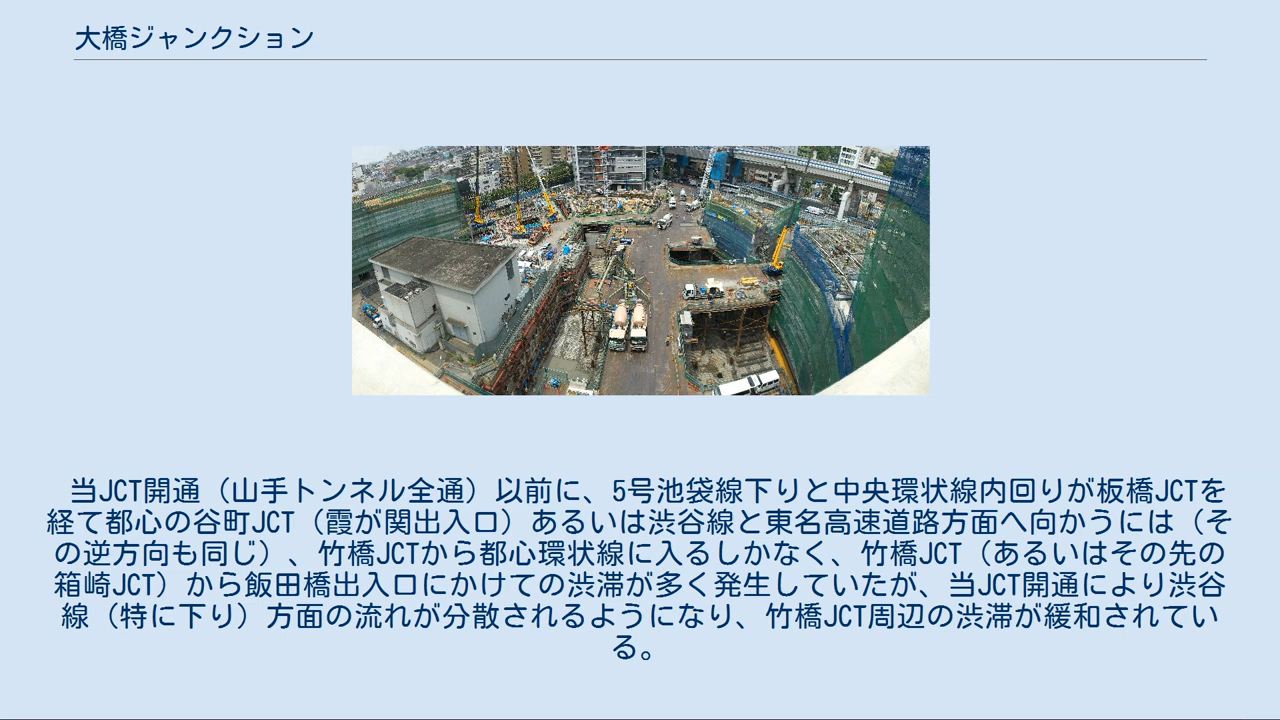 大橋ジャンクション
当JCT開通（山手トンネル全通）以前に、5号池袋線下りと中央環状線内回りが板橋JCTを
経て都心の谷町JCT（霞が関出入口）あるいは渋谷線と東名高速道路方面へ向かうには（そ
の逆方向も同じ）、竹橋JCTから都心環状線に入るしかなく、竹橋JCT（あるいはその先の
箱崎JCT）から飯田橋出入口にかけての渋滞が多く発生していたが、当JCT開通により渋谷
線（特に下り）方面の流れが分散されるようになり、竹橋JCT周辺の渋滞が緩和されてい
る。